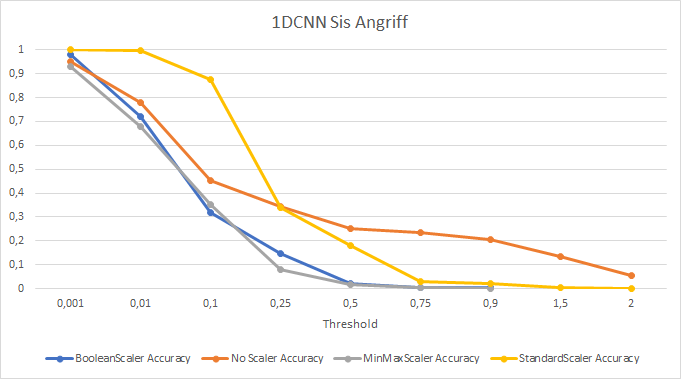 1DCNN Sis Angriff
1
0,9
0,8
0,7
0,6
0,5
0,4
0,3
0,2
0,1
0
0,001 0,01 0,1 0,25 0,5 0,75 0,9 1,5 2
Threshold
BooleanScaler Accuracy No Scaler Accuracy MinMaxScaler Accuracy StandardScaler Accuracy